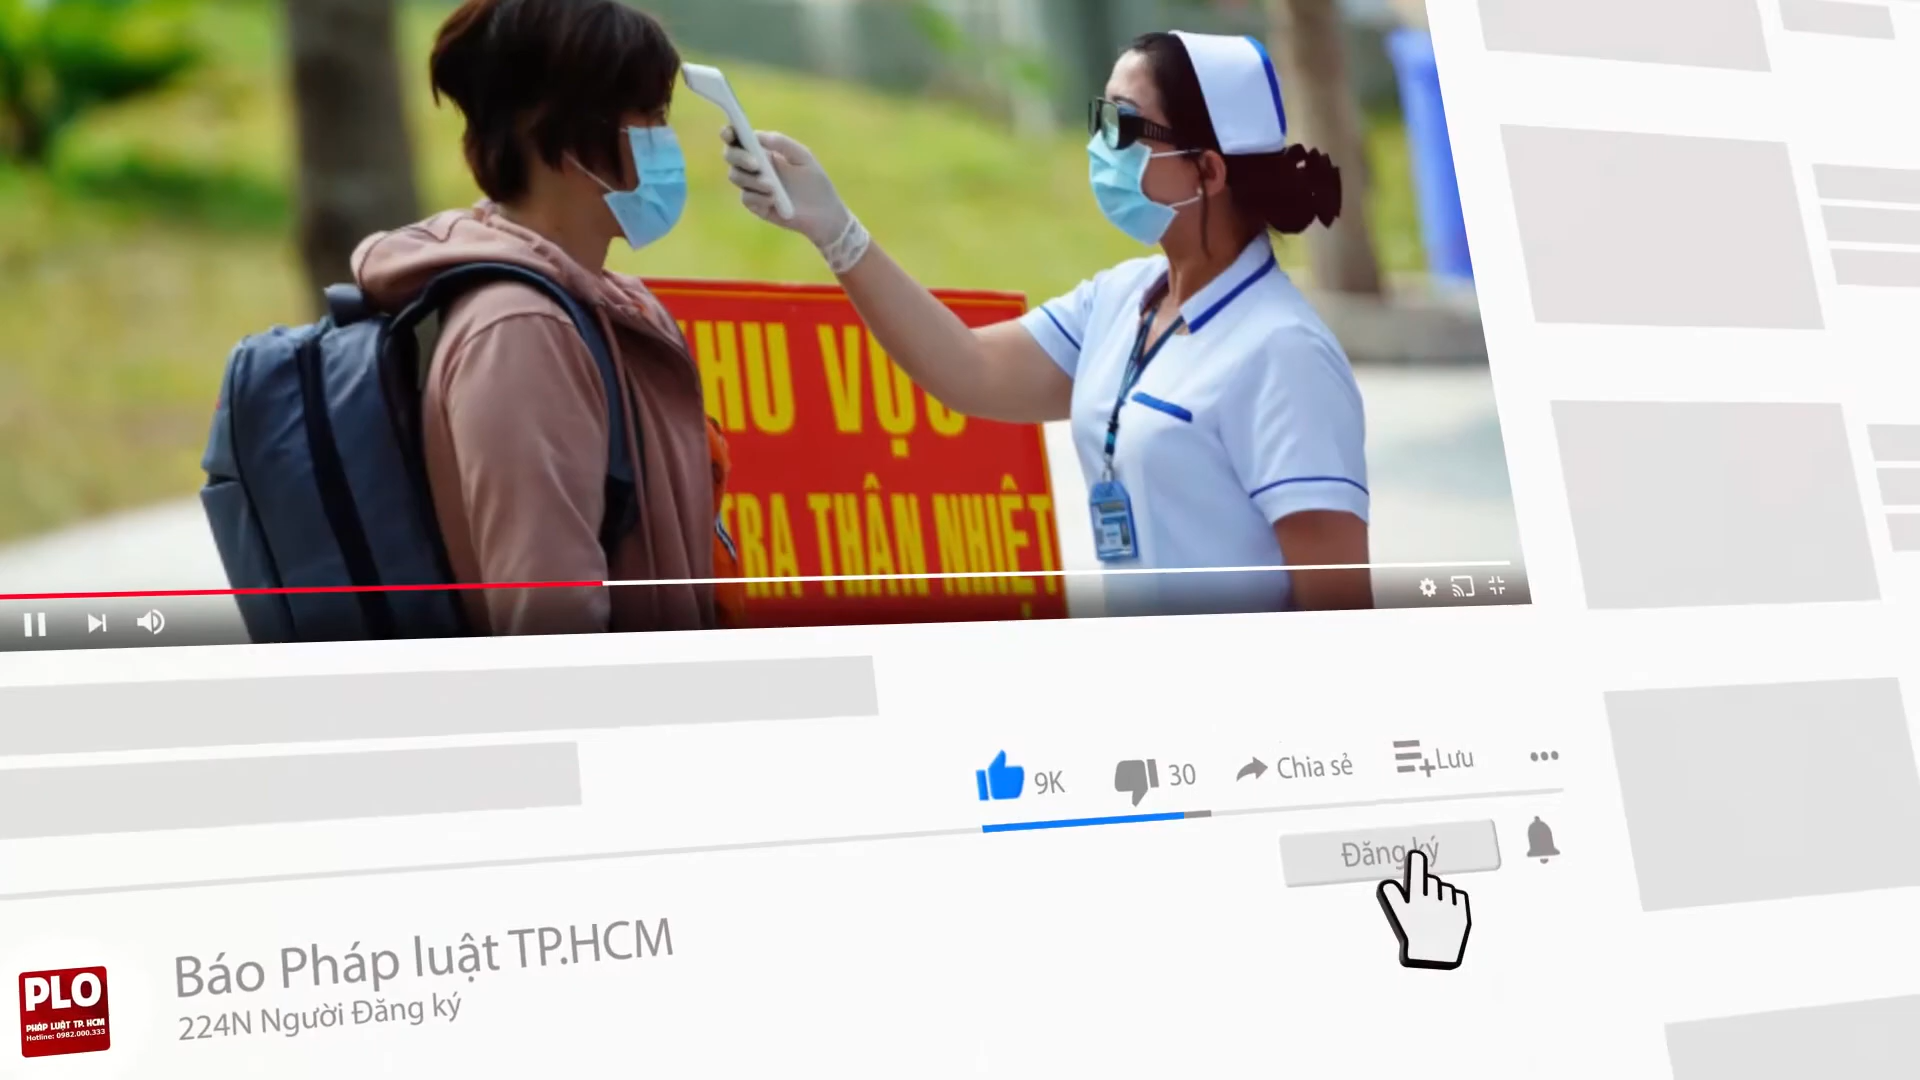 HU VỰC
TRA THÂN NHIỆT
9K
30
Chia sẻ
Lưu
Đăng ký
Báo Pháp luật TP.HCM
224N Người Đăng ký
PLO
PHÁP LUẬT TP. HCM
Hotline: 0982.000.333